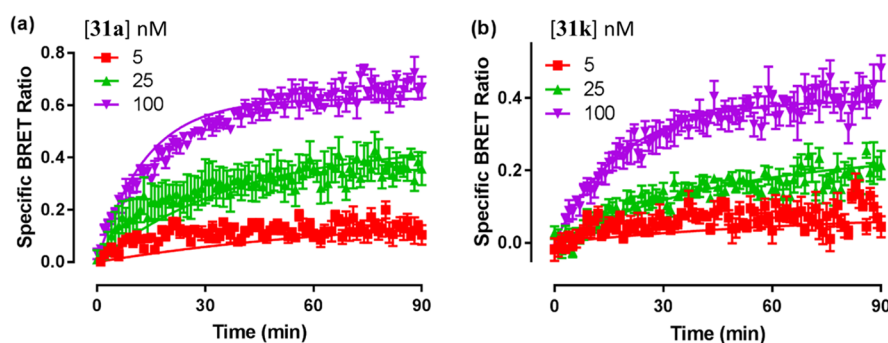 (a)
[31a] nM
5
25
100
Specific BRET Ratio
0.8
0.6
0.4
0.2
0.0
0 30 60 90
Time (min)
(b)
[31k] nM
5
25
100
Specific BRET Ratio
0.4
0.2
0.0
0 30 60 90
Time (min)